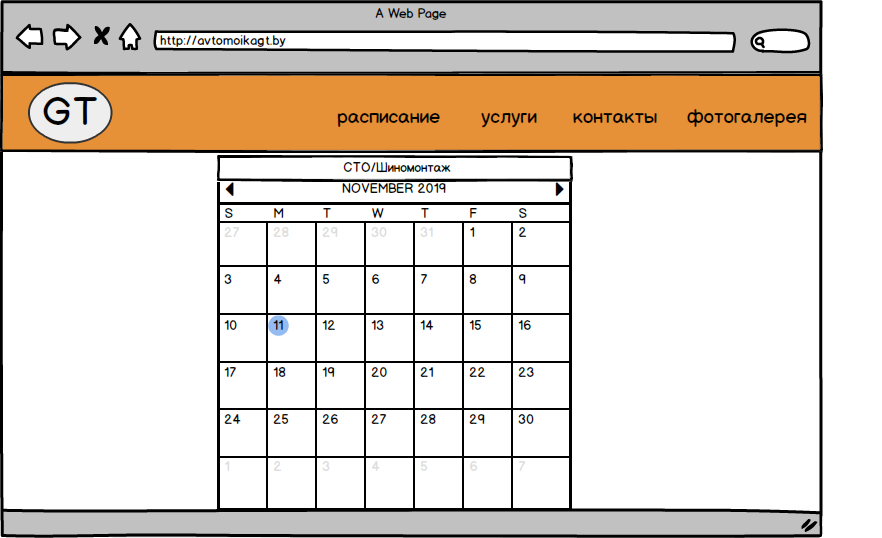 A Web Page
http://avtomoikagt.by
GT
расписание услуги контакты фотогалерея
СТО/Шиномонтаж
NOVEMBER 2019
S M T W T F S
27 28 29 30 31 1 2
3 4 5 6 7 8 9
10 11 12 13 14 15 16
17 18 19 20 21 22 23
24 25 26 27 28 29 30
1 2 3 4 5 6 7